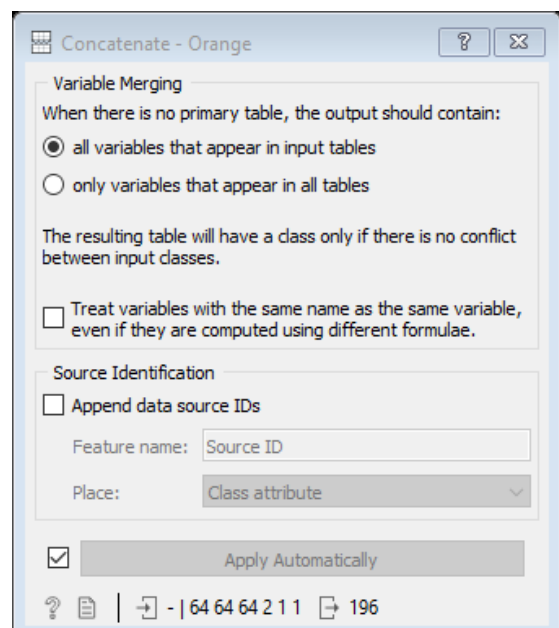 Concatenate - Orange
Variable Merging
When there is no primary table, the output should contain:
all variables that appear in input tables
only variables that appear in all tables
The resulting table will have a class only if there is no conflict
between input classes.
Treat variables with the same name as the same variable,
even if they are computed using different formulae.
Source Identification
Append data source IDs
Feature name: Source ID
Place: Class attribute
Apply Automatically
? - | 64 64 64 2 1 1 196